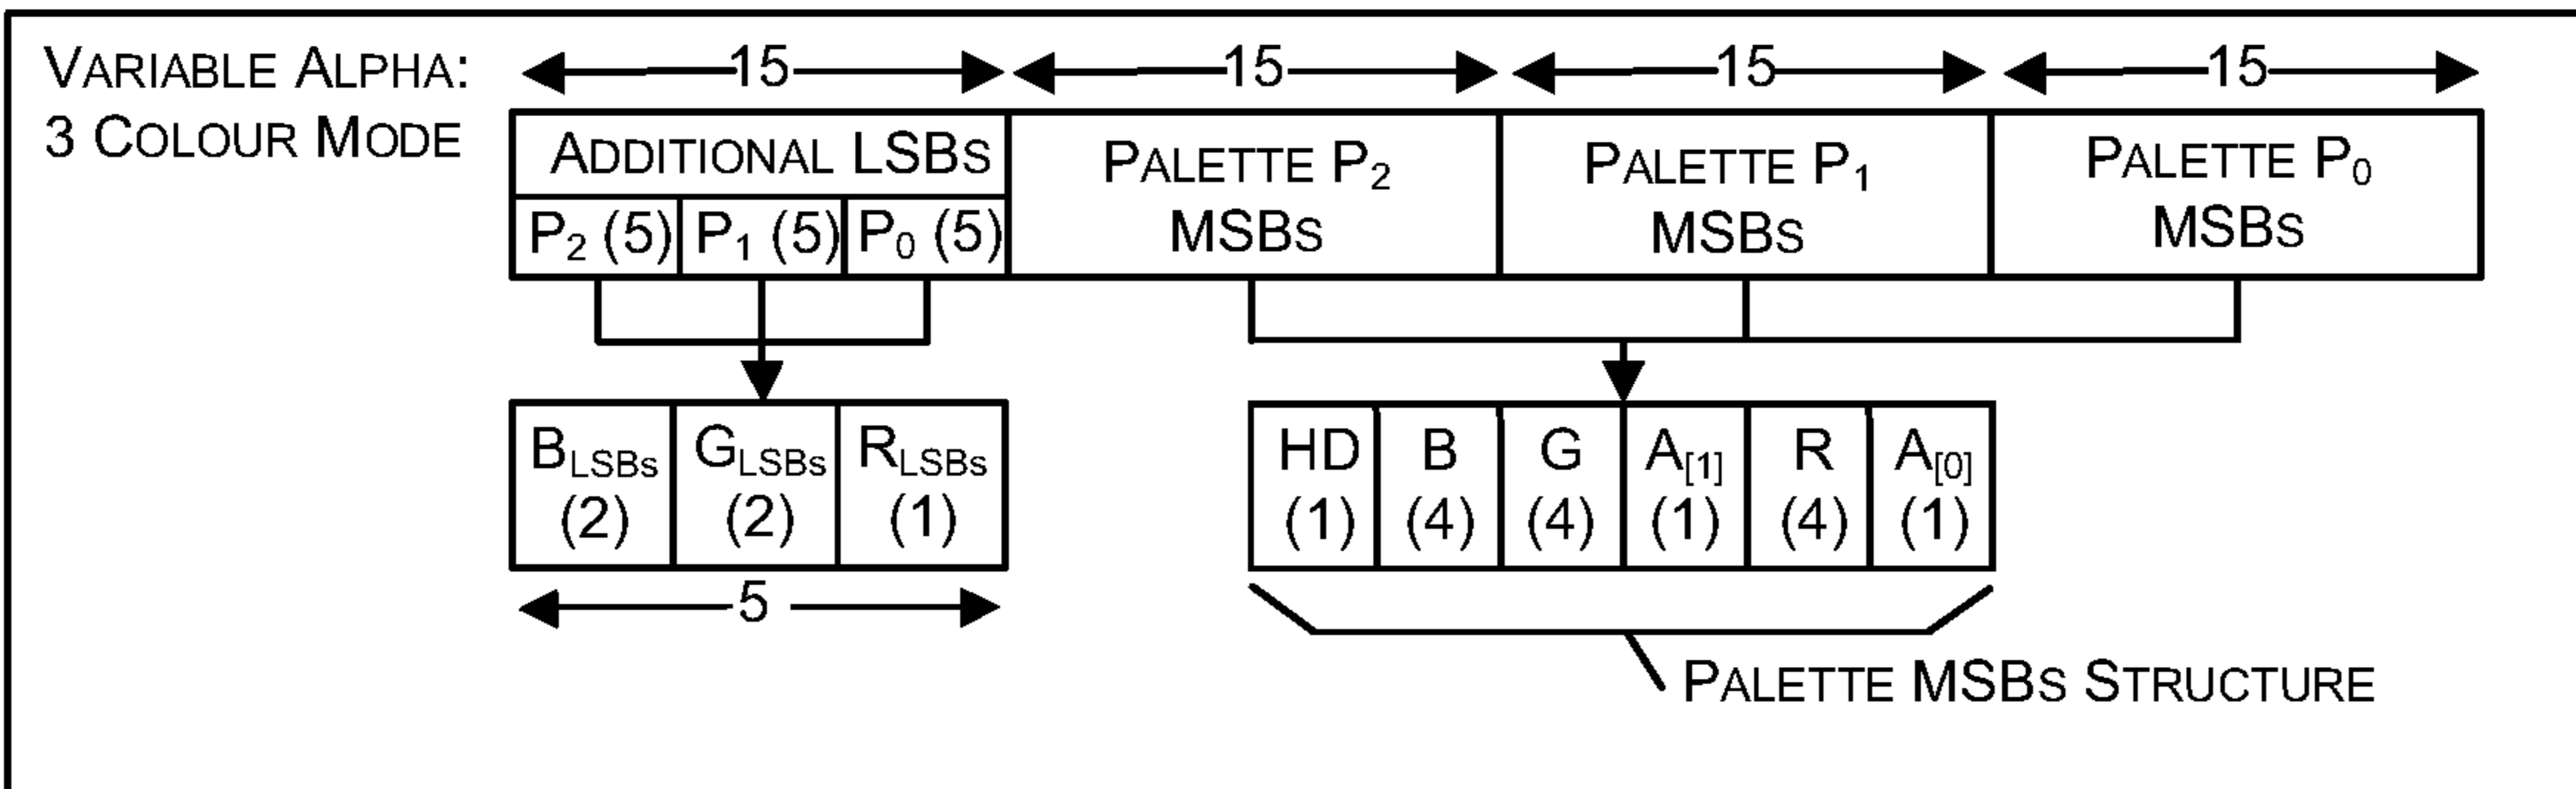 VARIABLE ALPHA:
3 COLOUR MODE
15 15 15 15
ADDITIONAL LSBS
P2 (5) P1 (5) P0 (5)
PALETTE P2
MSBS
PALETTE P1
MSBS
PALETTE P0
MSBS
BLSBs
(2)
GLSBs
(2)
RLSBs
(1)
5
HD
(1)
B
(4)
G
(4)
A[1]
(1)
R
(4)
A[0]
(1)
PALETTE MSBS STRUCTURE